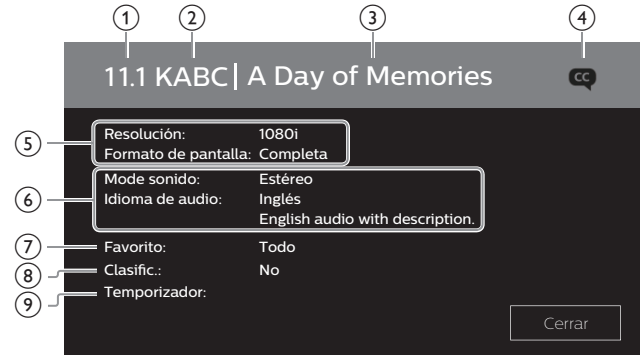 1 2 3 4
11.1 KABC | A Day of Memories CC
5 Resolución: 1080i
Formato de pantalla: Completa
6 Mode sonido: Estéreo
Idioma de audio: Inglés
English audio with description.
7 Favorito: Todo
8 Clasific.: No
9 Temporizador:
Cerrar